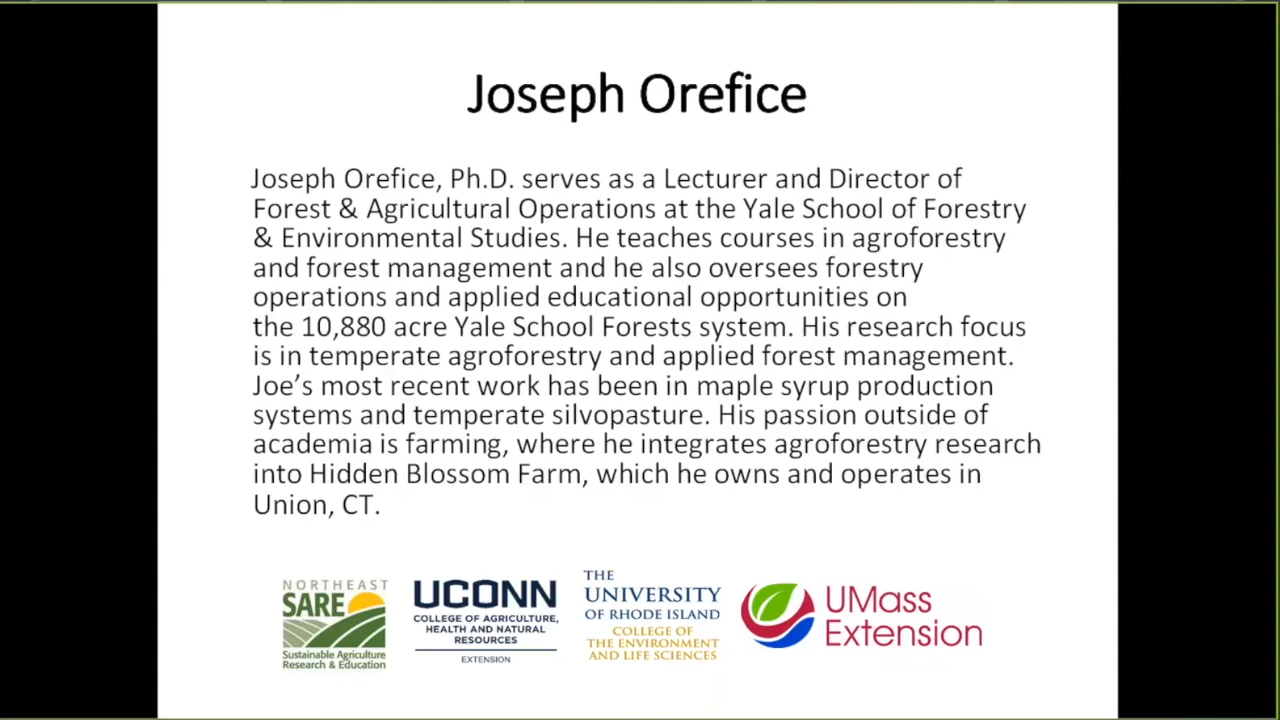 Joseph Orefice
Joseph Orefice, Ph.D. serves as a Lecturer and Director of
Forest & Agricultural Operations at the Yale School of Forestry
& Environmental Studies. He teaches courses in agroforestry
and forest management and he also oversees forestry
operations and applied educational opportunities on
the 10,880 acre Yale School Forests system. His research focus
is in temperate agroforestry and applied forest management.
Joe’s most recent work has been in maple syrup production
systems and temperate silvopasture. His passion outside of
academia is farming, where he integrates agroforestry research
into Hidden Blossom Farm, which he owns and operates in
Union, CT.
NORTHEAST
SARE
Sustainable Agriculture
Research & Education
UCONN
COLLEGE OF AGRICULTURE,
HEALTH AND NATURAL
RESOURCES
EXTENSION
THE
UNIVERSITY
OF RHODE ISLAND
COLLEGE OF
THE ENVIRONMENT
AND LIFE SCIENCES
UMass
Extension